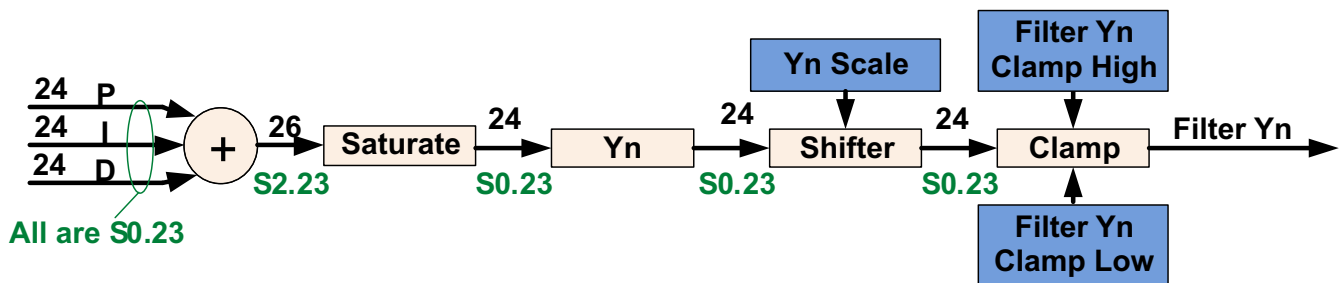 Filter Yn
Clamp High
Yn Scale
24 P
24 I
24 D
+
26
Saturate
24
Yn
24
Shifter
24
Clamp
Filter Yn
S2.23
S0.23
S0.23
S0.23
All are S0.23
Filter Yn
Clamp Low